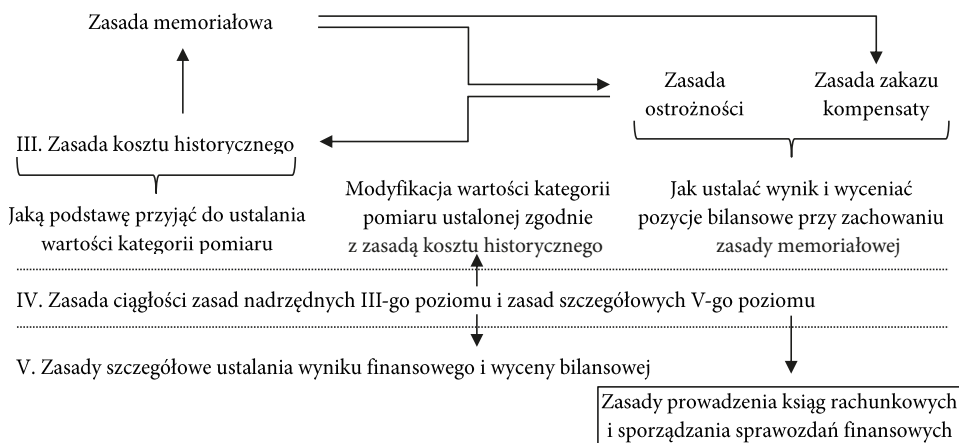 Zasada memoriałowa
Zasada
ostrożności
Zasada zakazu
kompensaty
III. Zasada kosztu historycznego
Jaką podstawę przyjąć do ustalania
wartości kategorii pomiaru
Modyfikacja wartości kategorii
pomiaru ustalonej zgodnie
z zasadą kosztu historycznego
Jak ustalać wynik i wyceniać
pozycje bilansowe przy zachowaniu
zasady memoriałowej
IV. Zasada ciągłości zasad nadrzędnych III-go poziomu i zasad szczegółowych V-go poziomu
V. Zasady szczegółowe ustalania wyniku finansowego i wyceny bilansowej
Zasady prowadzenia ksiąg rachunkowych
i sporządzania sprawozdań finansowych